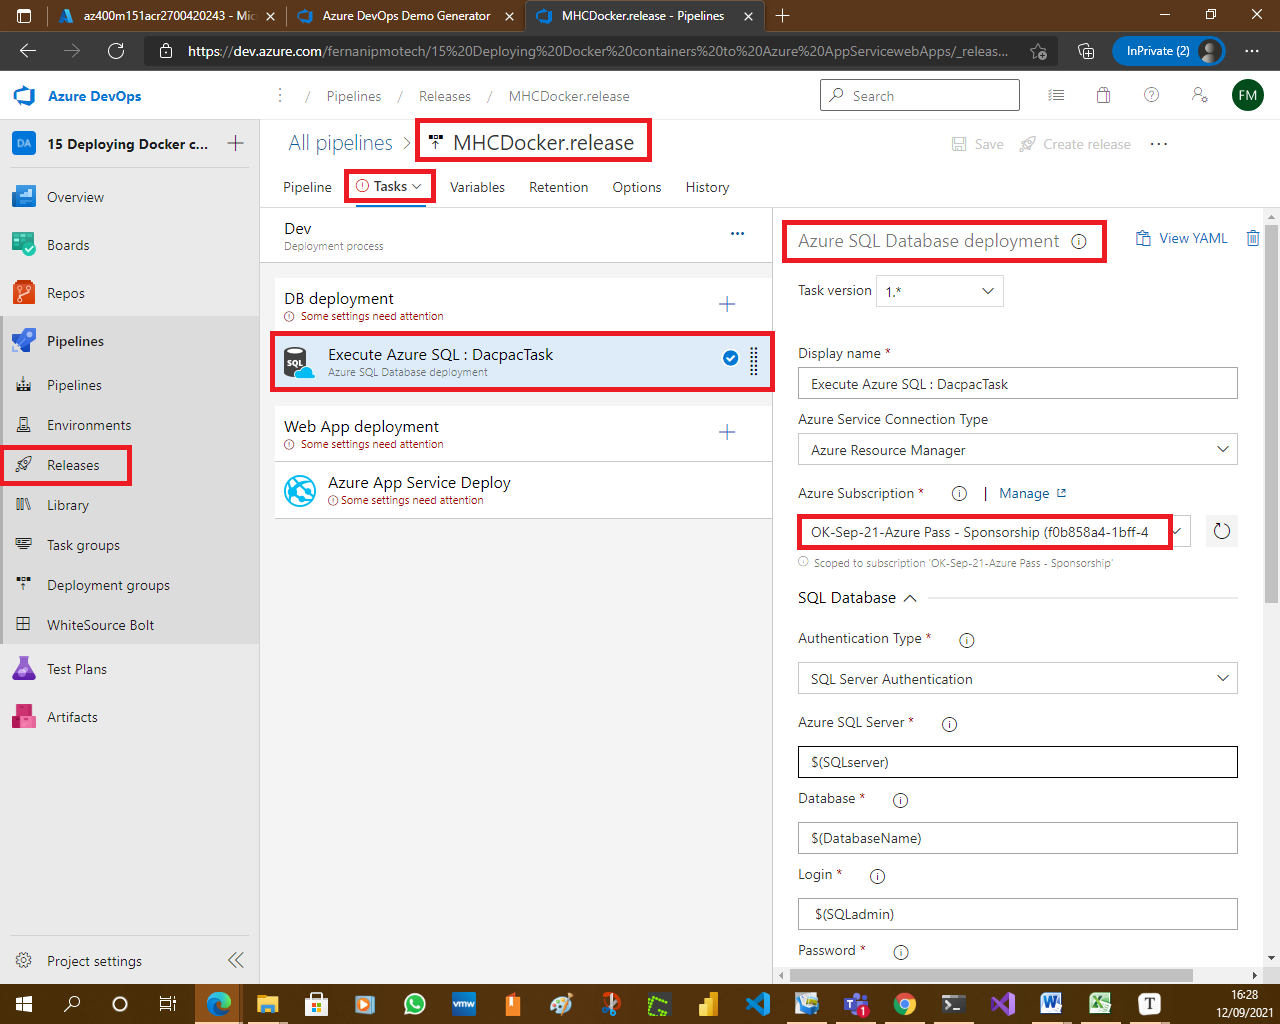 az400m151acr2700420243 - Mic
Azure DevOps Demo Generator
MHCDocker.release - Pipelines
https://dev.azure.com/fernanipmotech/15%20Deploying%20Docker%20containers%20to%20Azure%20AppServicewebApps/_releas...
InPrivate (2)
Azure DevOps
/ Pipelines / Releases / MHCDocker.release
Search
FM
DA
15 Deploying Docker c...
All pipelines > MHCDocker.release
Save
Create release
Pipeline
Tasks
Variables
Retention
Options
History
Overview
Boards
Repos
Pipelines
Pipelines
Environments
Releases
Library
Task groups
Deployment groups
WhiteSource Bolt
Test Plans
Artifacts
Project settings
Dev
Deployment process
DB deployment
Some settings need attention
SQL
Execute Azure SQL : DacpacTask
Azure SQL Database deployment
Web App deployment
Some settings need attention
Azure App Service Deploy
Some settings need attention
Azure SQL Database deployment
View YAML
Task version 1.*
Display name *
Execute Azure SQL : DacpacTask
Azure Service Connection Type
Azure Resource Manager
Azure Subscription * | Manage
OK-Sep-21-Azure Pass - Sponsorship (f0b858a4-1bff-4
Scoped to subscription 'OK-Sep-21-Azure Pass - Sponsorship'
SQL Database
Authentication Type *
SQL Server Authentication
Azure SQL Server *
$(SQLserver)
Database *
$(DatabaseName)
Login *
$(SQLadmin)
Password *
vmw
1
T
16:28
12/09/2021